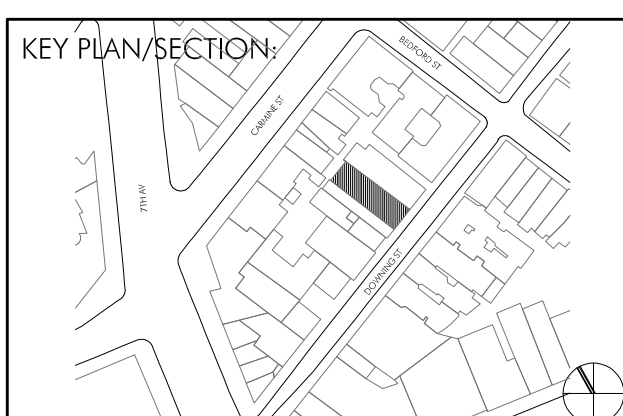 KEY PLAN/SECTION:
BEDFORD ST
CARMINE ST
7TH AV
DOWNING ST